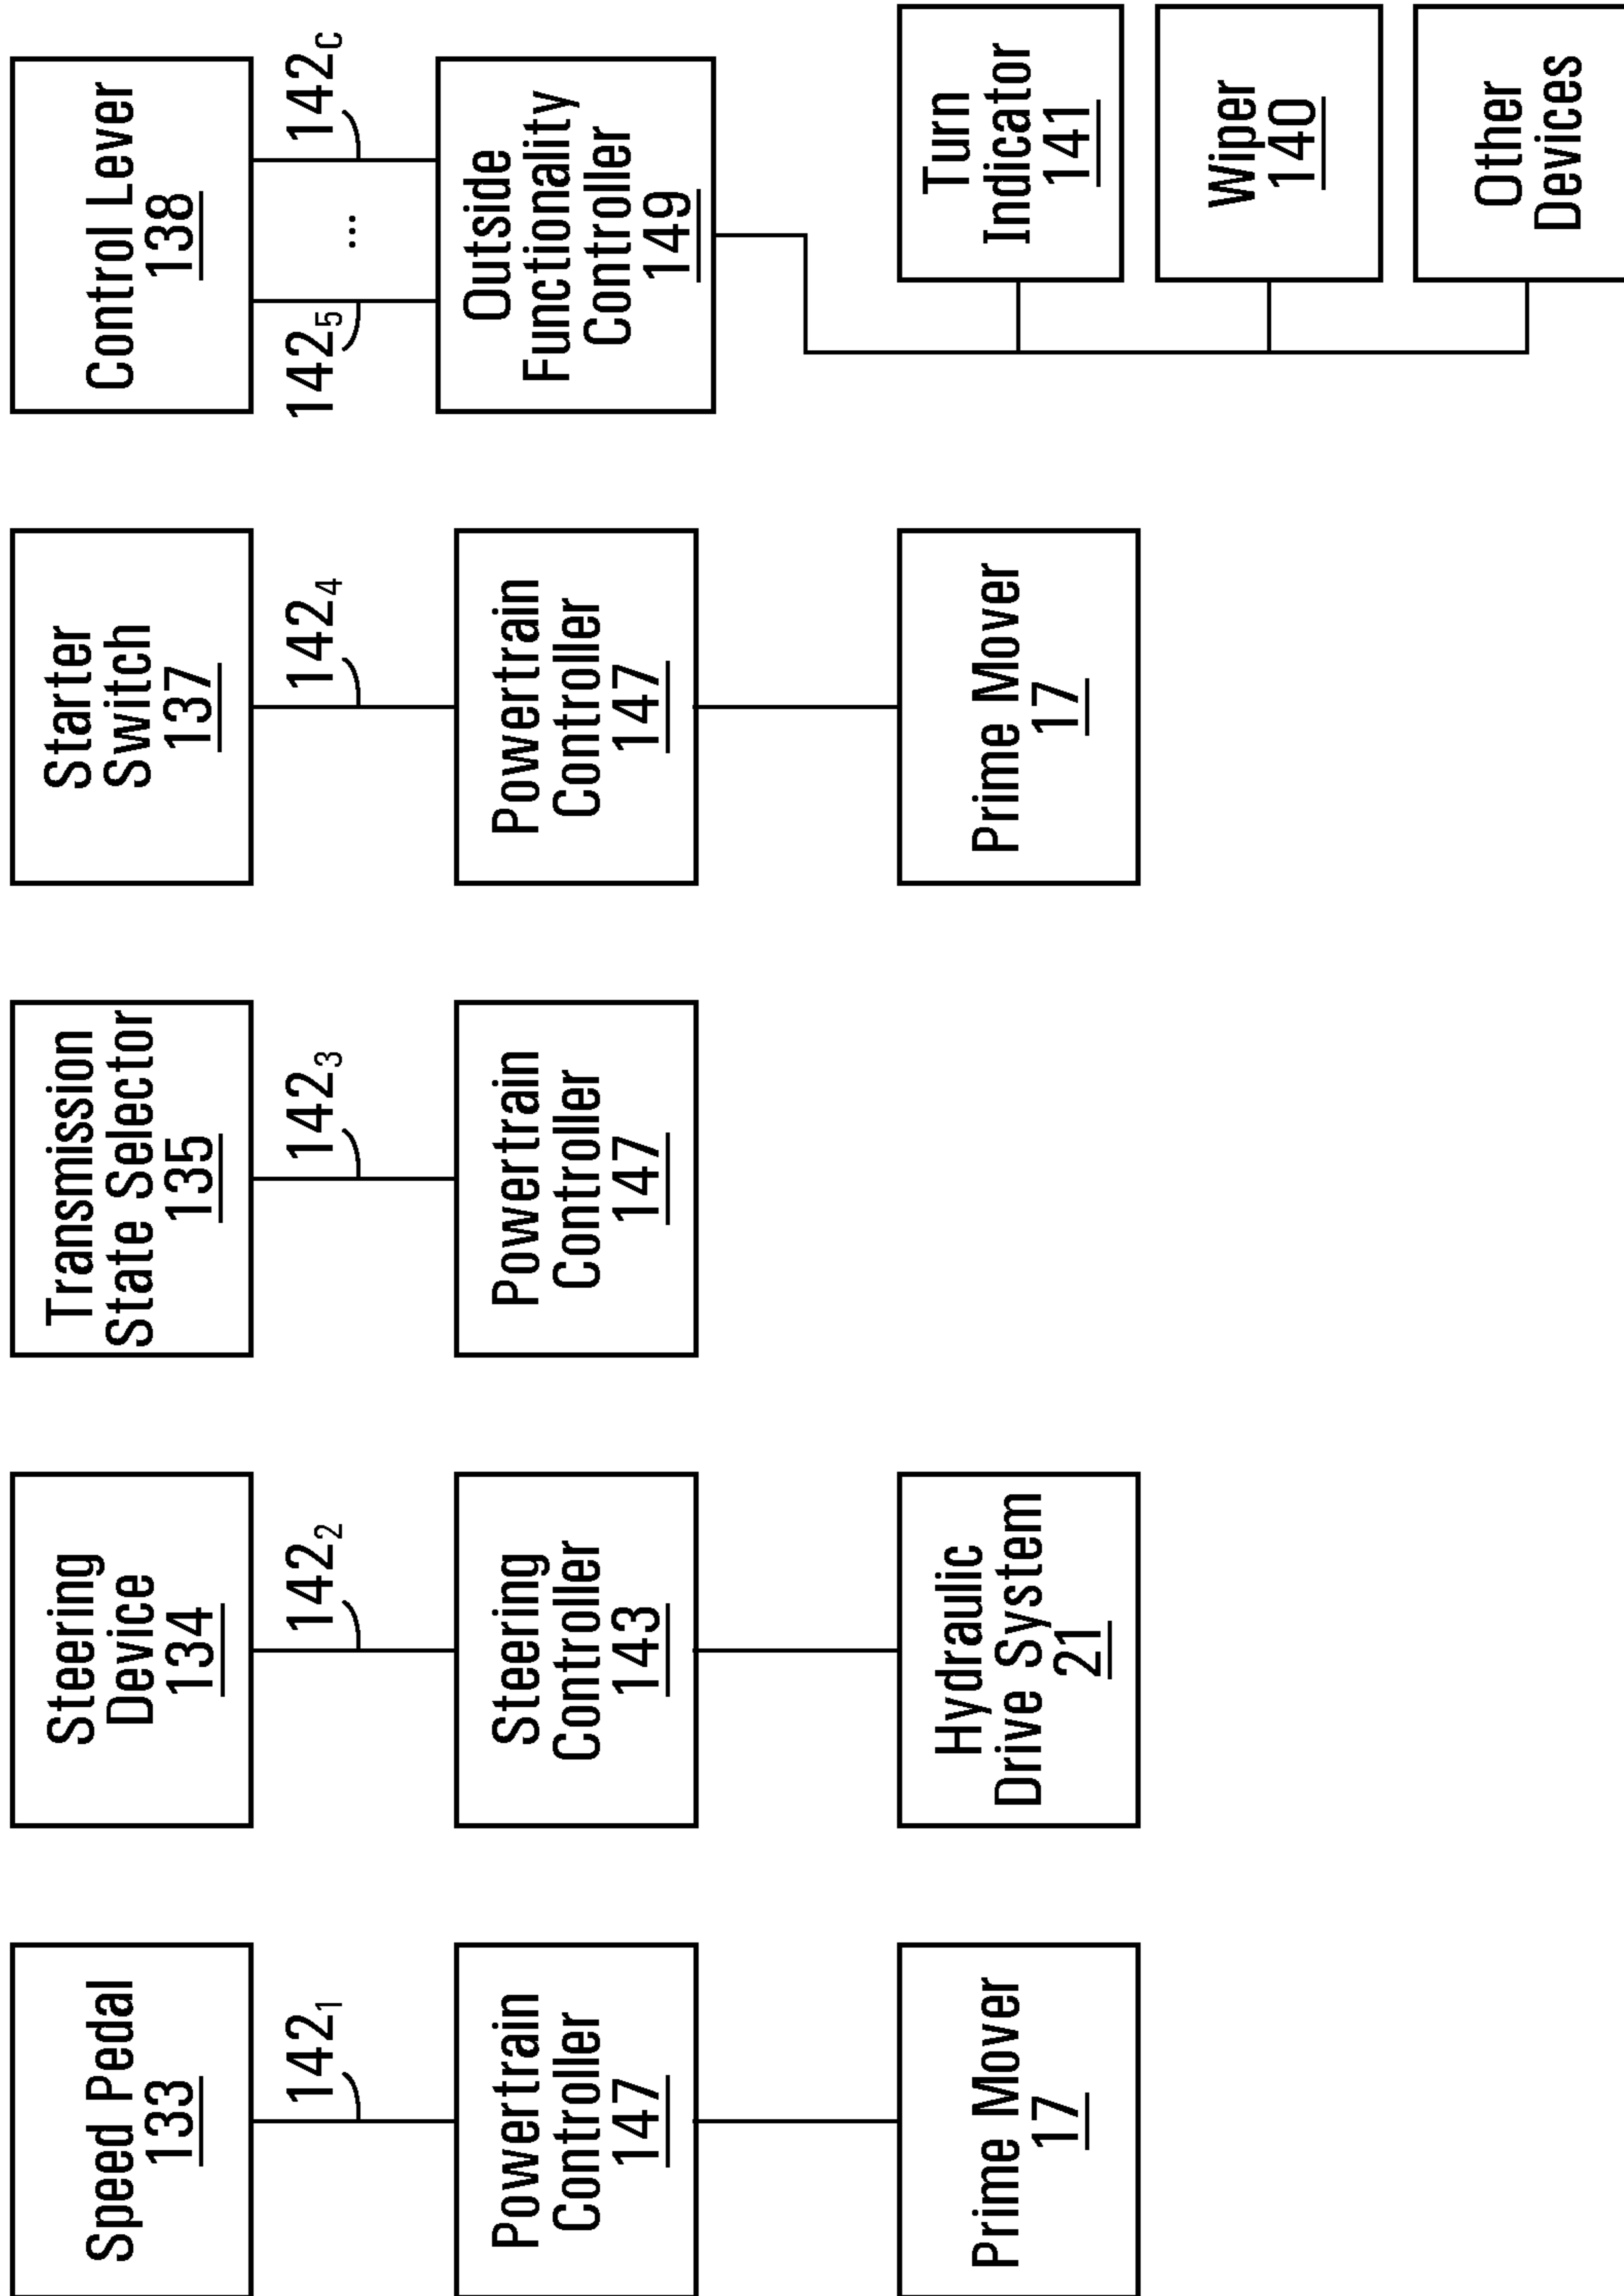 Speed Pedal
133
142₁
Powertrain
Controller
147
Prime Mover
17
Steering
Device
134
142₂
Steering
Controller
143
Hydraulic
Drive System
21
Transmission
State Selector
135
142₃
Powertrain
Controller
147
Starter
Switch
137
142₄
Powertrain
Controller
147
Prime Mover
17
Control Lever
138
142₅
...
142c
Outside
Functionality
Controller
149
Turn
Indicator
141
Wiper
140
Other
Devices